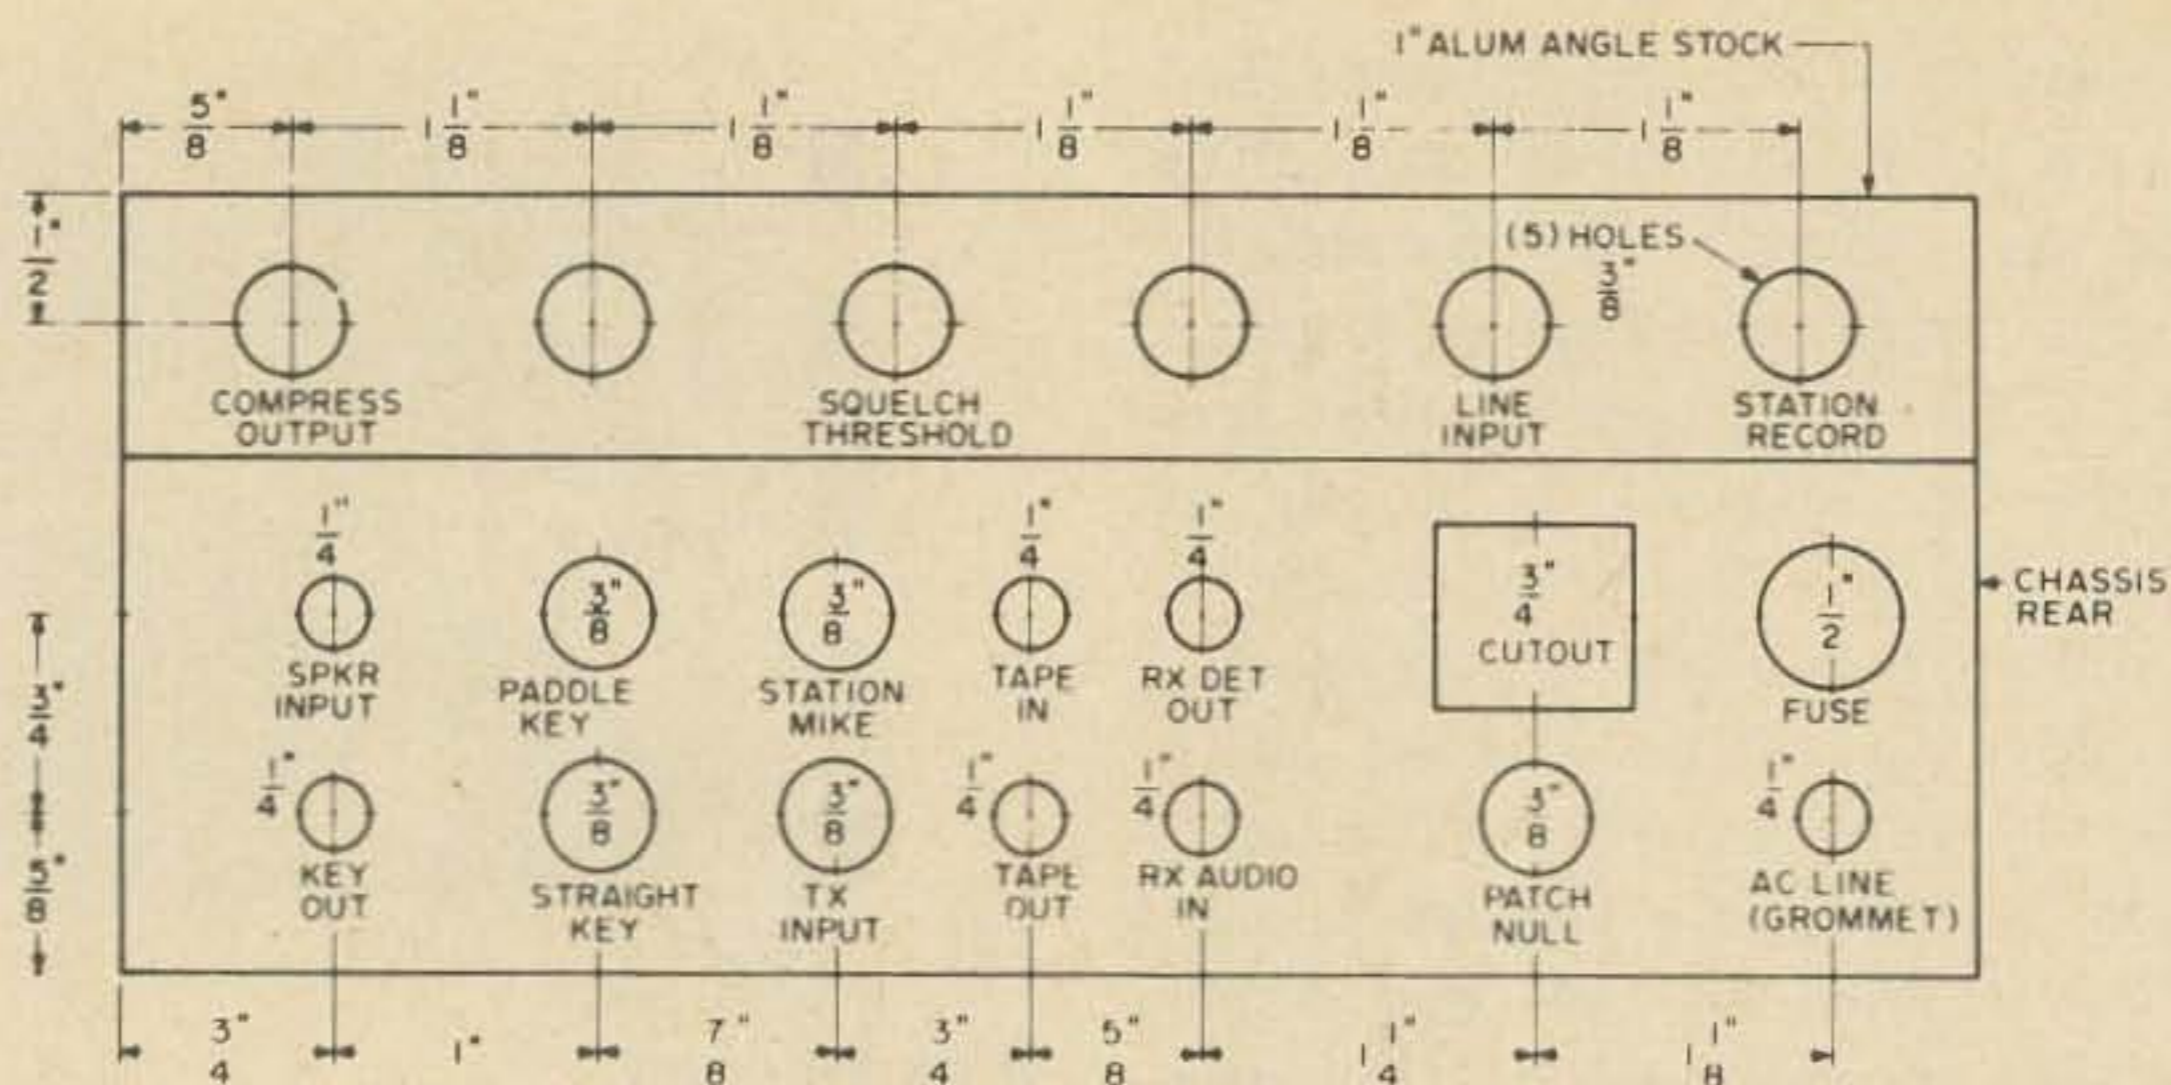 1" ALUM ANGLE STOCK
5/8" 1 1/8" 1 1/8" 1 1/8" 1 1/8" 1 1/8"
1/2"
(5) HOLES
3/8"
COMPRESS
OUTPUT
SQUELCH
THRESHOLD
LINE
INPUT
STATION
RECORD
1/4"
SPKR
INPUT
3/8"
PADDLE
KEY
3/8"
STATION
MIKE
1/4"
TAPE
IN
1/4"
RX DET
OUT
3/4"
CUTOUT
1/2"
FUSE
CHASSIS
REAR
3/4"
1/4"
KEY
OUT
3/8"
STRAIGHT
KEY
3/8"
TX
INPUT
1/4"
TAPE
OUT
1/4"
RX AUDIO
IN
3/8"
PATCH
NULL
1/4"
AC LINE
(GROMMET)
5/8"
3/4" 1" 7/8" 3/4" 5/8" 1 1/4" 1 1/8"